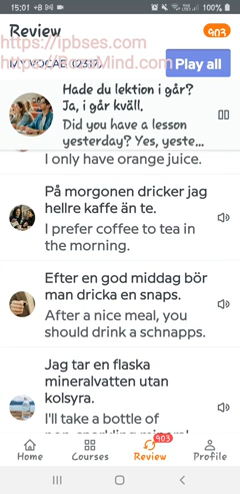 15:01
100%
Review
903
https://ipbses.com
MY VOCAB (2317)
Play all
Hade du lektion i går?
Ja, i går kväll.
Did you have a lesson
yesterday? Yes, yeste...
I only have orange juice.
På morgonen dricker jag
hellre kaffe än te.
I prefer coffee to tea in
the morning.
Efter en god middag bör
man dricka en snaps.
After a nice meal, you
should drink a schnapps.
Jag tar en flaska
mineralvatten utan
kolsyra.
I'll take a bottle of
903
Home
Courses
Review
Profile